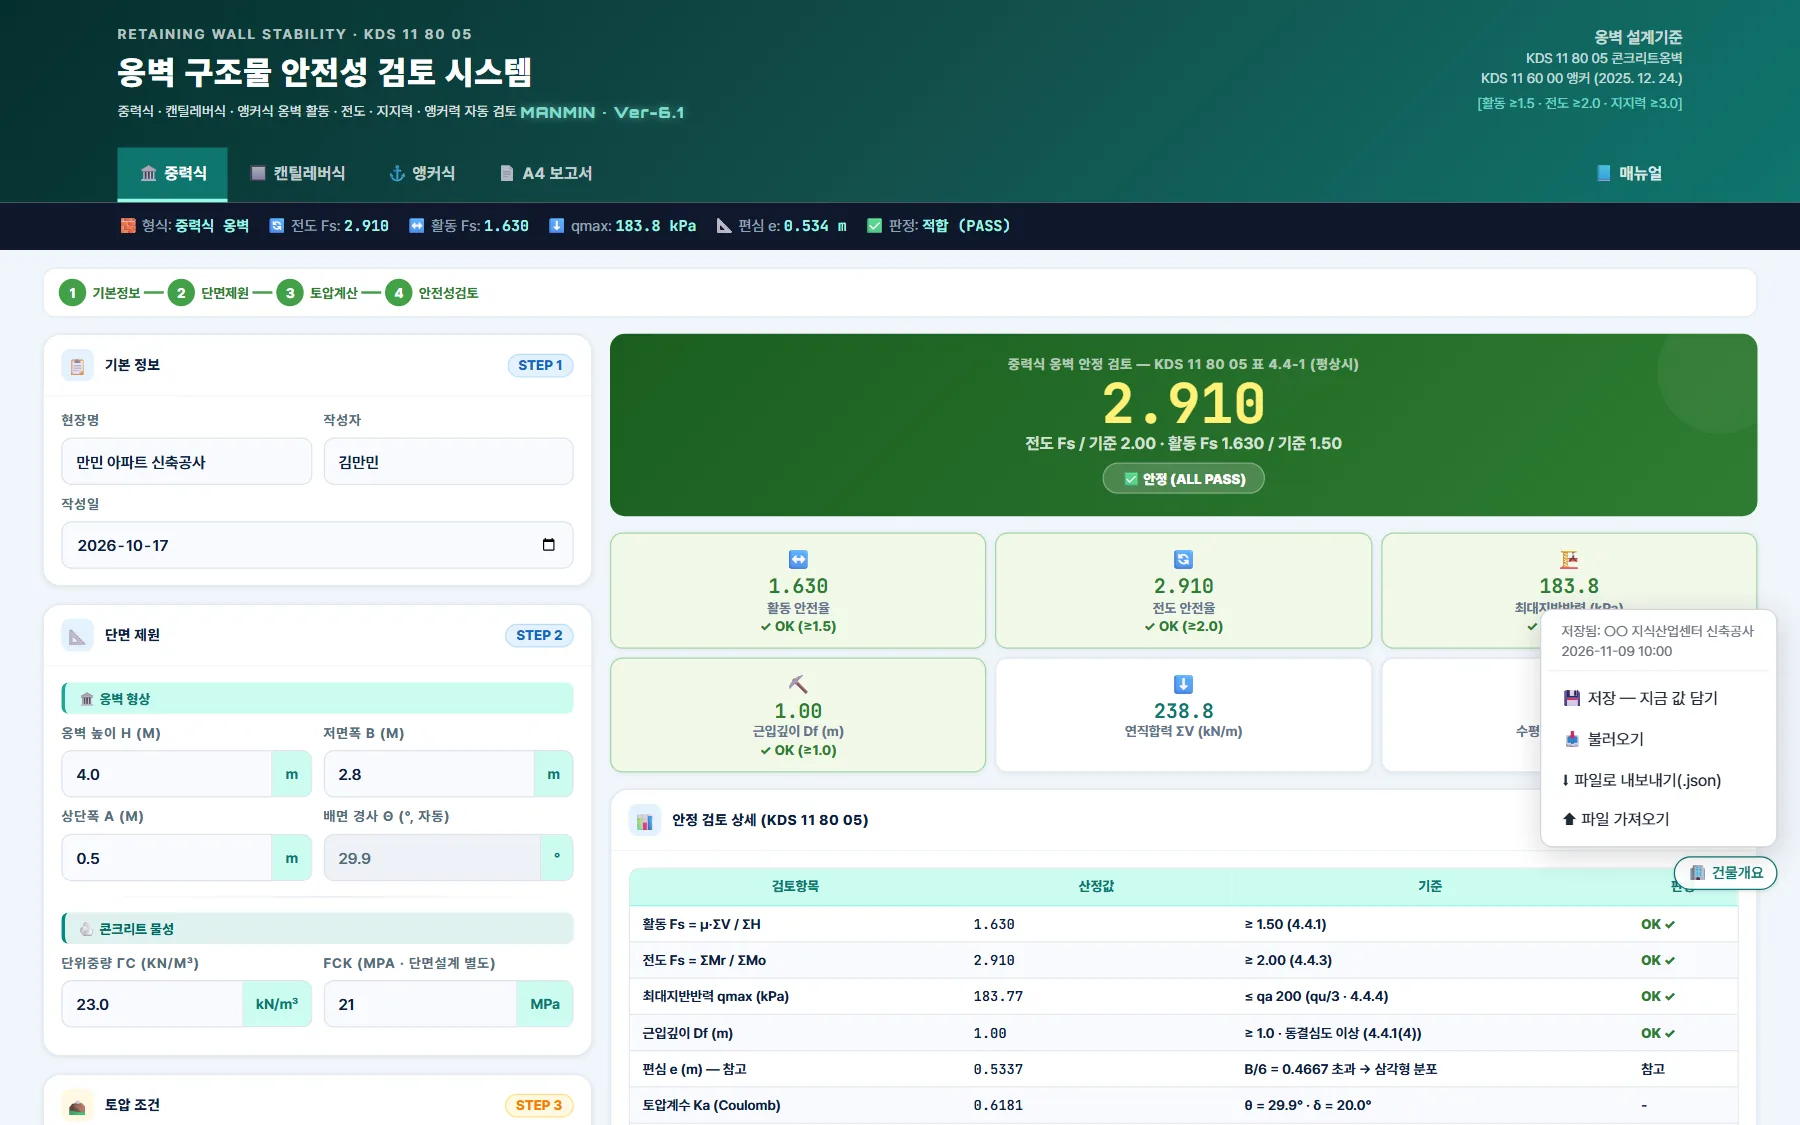 RETAINING WALL STABILITY · KDS 11 80 05
옹벽 구조물 안전성 검토 시스템
중력식 · 캔틸레버식 · 앵커식 옹벽 활동 · 전도 · 지지력 · 앵커력 자동 검토 MANMIN · Ver-6.1
옹벽 설계기준
KDS 11 80 05 콘크리트옹벽
KDS 11 60 00 앵커 (2025. 12. 24.)
[활동 ≥1.5 · 전도 ≥2.0 · 지지력 ≥3.0]
중력식
캔틸레버식
앵커식
A4 보고서
매뉴얼
형식: 중력식 옹벽 전도 Fs: 2.910 활동 Fs: 1.630 qmax: 183.8 kPa 편심 e: 0.534 m 판정: 적합 (PASS)
1 기본정보 2 단면제원 3 토압계산 4 안전성검토
기본 정보 STEP 1
현장명 작성자
만민 아파트 신축공사 김만민
작성일
2026-10-17
단면 제원 STEP 2
옹벽 형상
옹벽 높이 H (M) 저면폭 B (M)
4.0 m 2.8 m
상단폭 A (M) 배면 경사 Θ (°, 자동)
0.5 m 29.9 °
콘크리트 물성
단위중량 ΓC (KN/M³) FCK (MPA · 단면설계 별도)
23.0 kN/m³ 21 MPa
토압 조건 STEP 3
중력식 옹벽 안정 검토 — KDS 11 80 05 표 4.4-1 (평상시)
2.910
전도 Fs / 기준 2.00 · 활동 Fs 1.630 / 기준 1.50
안정 (ALL PASS)
1.630
활동 안전율
✓ OK (≥1.5)
2.910
전도 안전율
✓ OK (≥2.0)
183.8
최대지반반력 (kPa)
✓
1.00
근입깊이 Df (m)
✓ OK (≥1.0)
238.8
연직합력 ΣV (kN/m)
수평
저장됨: ○○ 지식산업센터 신축공사
2026-11-09 10:00
저장 — 지금 값 담기
불러오기
⬇ 파일로 내보내기(.json)
⬆ 파일 가져오기
건물개요
안정 검토 상세 (KDS 11 80 05)
검토항목 산정값 기준
활동 Fs = μ·ΣV / ΣH 1.630 ≥ 1.50 (4.4.1) OK ✓
전도 Fs = ΣMr / ΣMo 2.910 ≥ 2.00 (4.4.3) OK ✓
최대지반반력 qmax (kPa) 183.77 ≤ qa 200 (qu/3 · 4.4.4) OK ✓
근입깊이 Df (m) 1.00 ≥ 1.0 · 동결심도 이상 (4.4.1(4)) OK ✓
편심 e (m) — 참고 0.5337 B/6 = 0.4667 초과 → 삼각형 분포 참고
토압계수 Ka (Coulomb) 0.6181 θ = 29.9° · δ = 20.0° -